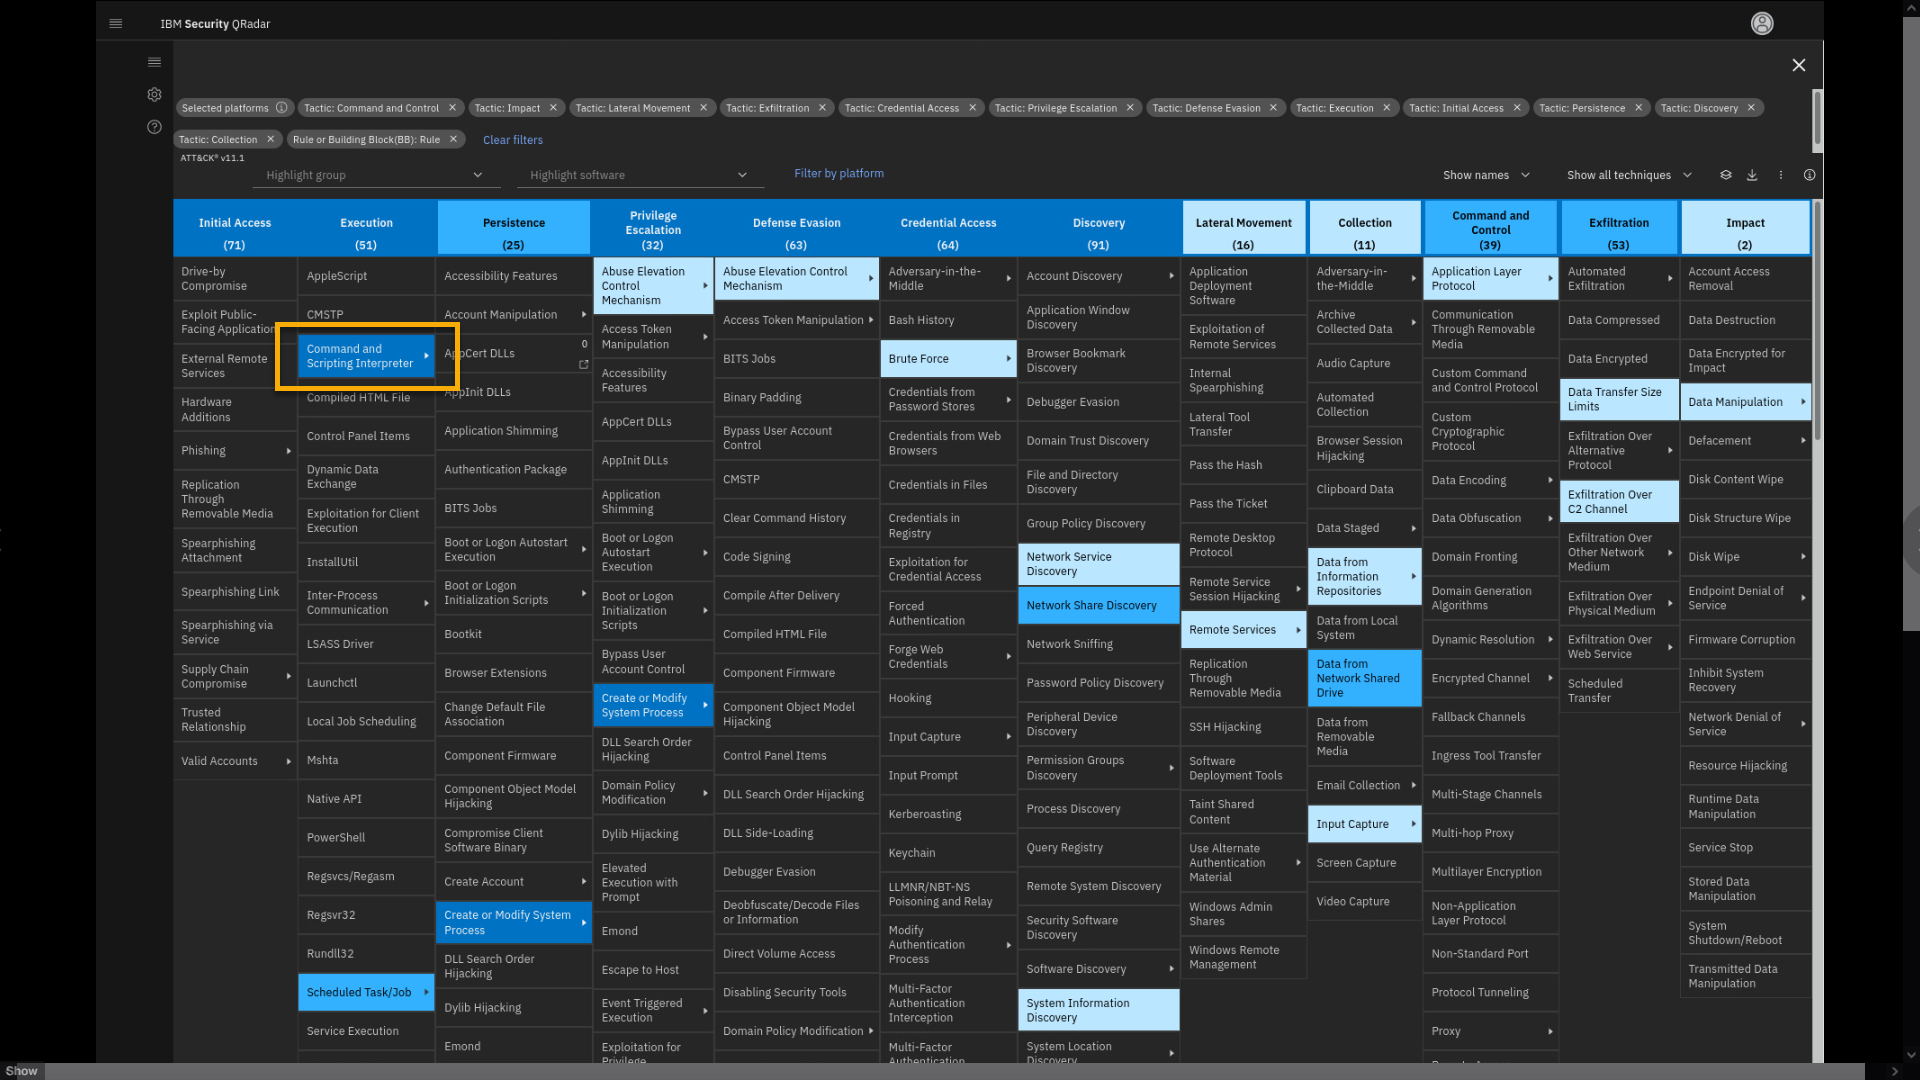 IBM Security QRadar
Selected platforms
Tactic: Command and Control
Tactic: Impact
Tactic: Lateral Movement
Tactic: Exfiltration
Tactic: Credential Access
Tactic: Privilege Escalation
Tactic: Defense Evasion
Tactic: Execution
Tactic: Initial Access
Tactic: Persistence
Tactic: Discovery
Tactic: Collection
Rule or Building Block(BB): Rule
Clear filters
ATT&CK® v11.1
Highlight group
Highlight software
Filter by platform
Show names
Show all techniques
Initial Access
(71)
Drive-by
Compromise
Exploit Public-
Facing Application
External Remote
Services
Hardware
Additions
Phishing
Replication
Through
Removable Media
Spearphishing
Attachment
Spearphishing Link
Spearphishing via
Service
Supply Chain
Compromise
Trusted
Relationship
Valid Accounts
Execution
(51)
AppleScript
CMSTP
Command and
Scripting Interpreter
Compiled HTML File
Control Panel Items
Dynamic Data
Exchange
Exploitation for Client
Execution
InstallUtil
Inter-Process
Communication
LSASS Driver
Launchctl
Local Job Scheduling
Mshta
Native API
PowerShell
Regsvcs/Regasm
Regsvr32
Rundll32
Scheduled Task/Job
Service Execution
Persistence
(25)
Accessibility Features
Account Manipulation
AppCert DLLs
0
AppInit DLLs
Application Shimming
Authentication Package
BITS Jobs
Boot or Logon Autostart
Execution
Boot or Logon
Initialization Scripts
Bootkit
Browser Extensions
Change Default File
Association
Component Firmware
Component Object Model
Hijacking
Compromise Client
Software Binary
Create Account
Create or Modify System
Process
DLL Search Order
Hijacking
Dylib Hijacking
Emond
Privilege
Escalation
(32)
Abuse Elevation
Control
Mechanism
Access Token
Manipulation
Accessibility
Features
AppCert DLLs
AppInit DLLs
Application
Shimming
Boot or Logon
Autostart
Execution
Boot or Logon
Initialization
Scripts
Bypass User
Account Control
Create or Modify
System Process
DLL Search Order
Hijacking
Domain Policy
Modification
Dylib Hijacking
Elevated
Execution with
Prompt
Emond
Escape to Host
Event Triggered
Execution
Exploitation for
Privilege
Defense Evasion
(63)
Abuse Elevation Control
Mechanism
Access Token Manipulation
BITS Jobs
Binary Padding
Bypass User Account
Control
CMSTP
Clear Command History
Code Signing
Compile After Delivery
Compiled HTML File
Component Firmware
Component Object Model
Hijacking
Control Panel Items
DLL Search Order Hijacking
DLL Side-Loading
Debugger Evasion
Deobfuscate/Decode Files
or Information
Direct Volume Access
Disabling Security Tools
Domain Policy Modification
Credential Access
(64)
Adversary-in-the-
Middle
Bash History
Brute Force
Credentials from
Password Stores
Credentials from Web
Browsers
Credentials in Files
Credentials in
Registry
Exploitation for
Credential Access
Forced
Authentication
Forge Web
Credentials
Hooking
Input Capture
Input Prompt
Kerberoasting
Keychain
LLMNR/NBT-NS
Poisoning and Relay
Modify
Authentication
Process
Multi-Factor
Authentication
Interception
Multi-Factor
Authentication
Discovery
(91)
Account Discovery
Application Window
Discovery
Browser Bookmark
Discovery
Debugger Evasion
Domain Trust Discovery
File and Directory
Discovery
Group Policy Discovery
Network Service
Discovery
Network Share Discovery
Network Sniffing
Password Policy Discovery
Peripheral Device
Discovery
Permission Groups
Discovery
Process Discovery
Query Registry
Remote System Discovery
Security Software
Discovery
Software Discovery
System Information
Discovery
System Location
Discovery
Lateral Movement
(16)
Application
Deployment
Software
Exploitation of
Remote Services
Internal
Spearphishing
Lateral Tool
Transfer
Pass the Hash
Pass the Ticket
Remote Desktop
Protocol
Remote Service
Session Hijacking
Remote Services
Replication
Through
Removable Media
SSH Hijacking
Software
Deployment Tools
Taint Shared
Content
Use Alternate
Authentication
Material
Windows Admin
Shares
Windows Remote
Management
Collection
(11)
Adversary-in-
the-Middle
Archive
Collected Data
Audio Capture
Automated
Collection
Browser Session
Hijacking
Clipboard Data
Data Staged
Data from
Information
Repositories
Data from Local
System
Data from
Network Shared
Drive
Data from
Removable
Media
Email Collection
Input Capture
Screen Capture
Video Capture
Command and
Control
(39)
Application Layer
Protocol
Communication
Through Removable
Media
Custom Command
and Control Protocol
Custom
Cryptographic
Protocol
Data Encoding
Data Obfuscation
Domain Fronting
Domain Generation
Algorithms
Dynamic Resolution
Encrypted Channel
Fallback Channels
Ingress Tool Transfer
Multi-Stage Channels
Multi-hop Proxy
Multilayer Encryption
Non-Application
Layer Protocol
Non-Standard Port
Protocol Tunneling
Proxy
Exfiltration
(53)
Automated
Exfiltration
Data Compressed
Data Encrypted
Data Transfer Size
Limits
Exfiltration Over
Alternative
Protocol
Exfiltration Over
C2 Channel
Exfiltration Over
Other Network
Medium
Exfiltration Over
Physical Medium
Exfiltration Over
Web Service
Scheduled
Transfer
Impact
(2)
Account Access
Removal
Data Destruction
Data Encrypted for
Impact
Data Manipulation
Defacement
Disk Content Wipe
Disk Structure Wipe
Disk Wipe
Endpoint Denial of
Service
Firmware Corruption
Inhibit System
Recovery
Network Denial of
Service
Resource Hijacking
Runtime Data
Manipulation
Service Stop
Stored Data
Manipulation
System
Shutdown/Reboot
Transmitted Data
Manipulation
Show